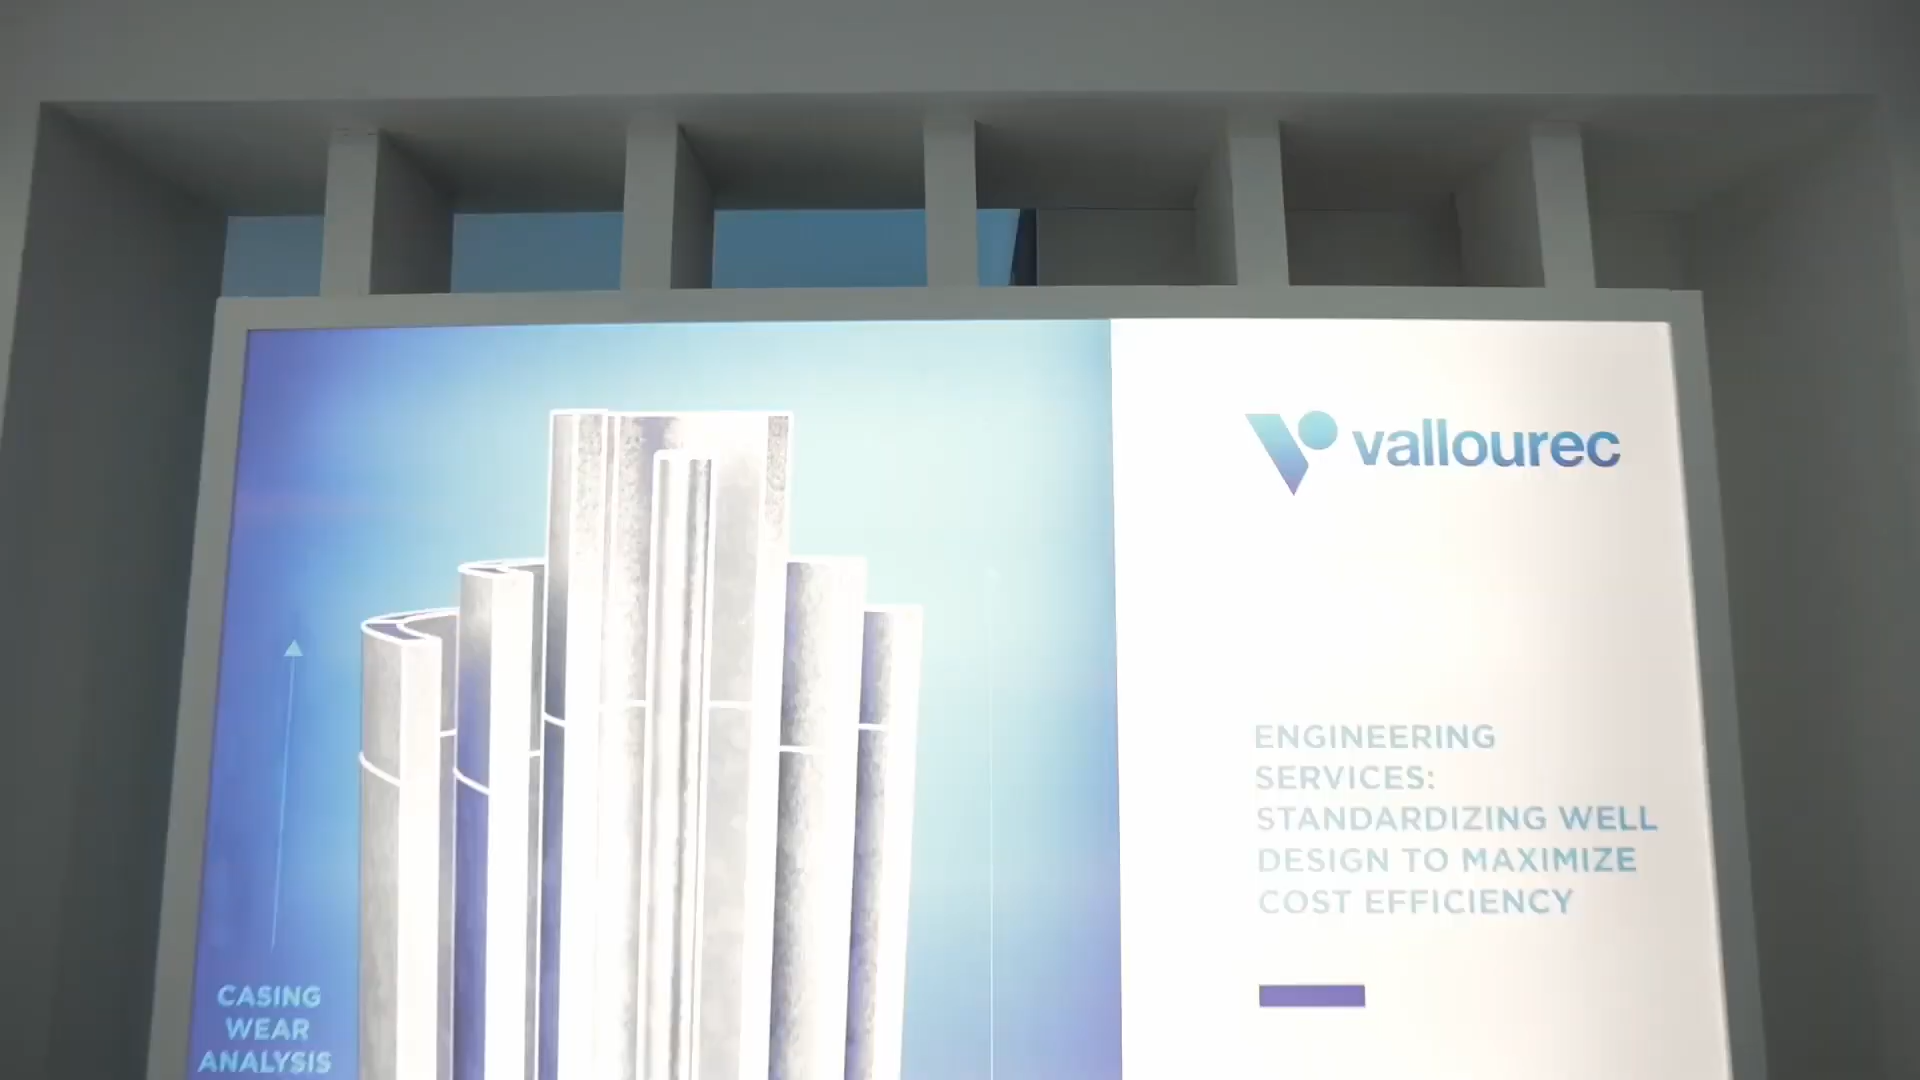 vallourec
ENGINEERING
SERVICES:
STANDARDIZING WELL
DESIGN TO MAXIMIZE
COST EFFICIENCY
CASING
WEAR
ANALYSIS